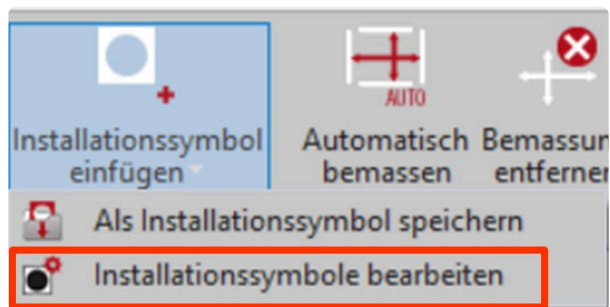 Installationssymbol
einfügen
AUTO
Automatisch
bemassen
Als Installationssymbol speichern
Installationssymbole bearbeiten